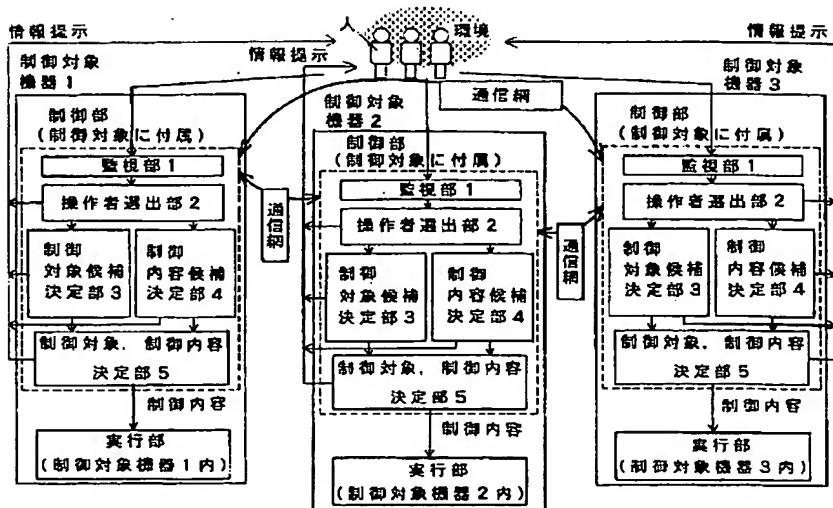 情報提示
人
環境
情報提示
情報提示
通信網
制御対象
機器1
制御部
(制御対象に付属)
監視部1
操作者選出部2
制御
対象候補
決定部3
制御
内容候補
決定部4
制御対象、制御内容
決定部5
制御内容
実行部
(制御対象機器1内)
通信網
制御対象
機器2
制御部
(制御対象に付属)
監視部1
操作者選出部2
制御
対象候補
決定部3
制御
内容候補
決定部4
制御対象、制御内容
決定部5
制御内容
実行部
(制御対象機器2内)
通信網
制御対象
機器3
制御部
(制御対象に付属)
監視部1
操作者選出部2
制御
対象候補
決定部3
制御
内容候補
決定部4
制御対象、制御内容
決定部5
制御内容
実行部
(制御対象機器3内)